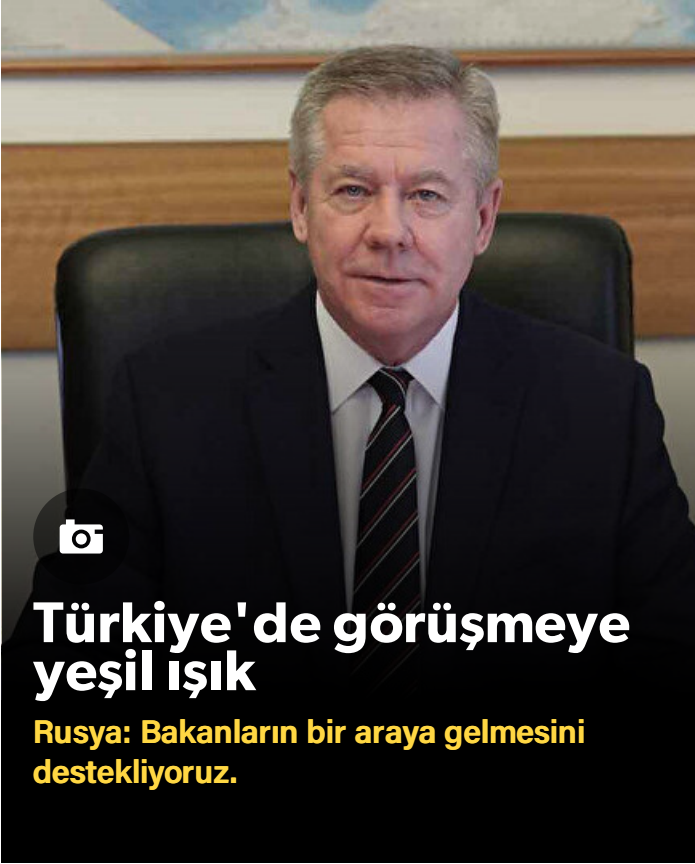 Türkiye'de görüşmeye
yeşil ışık
Rusya: Bakanların bir araya gelmesini
destekliyoruz.